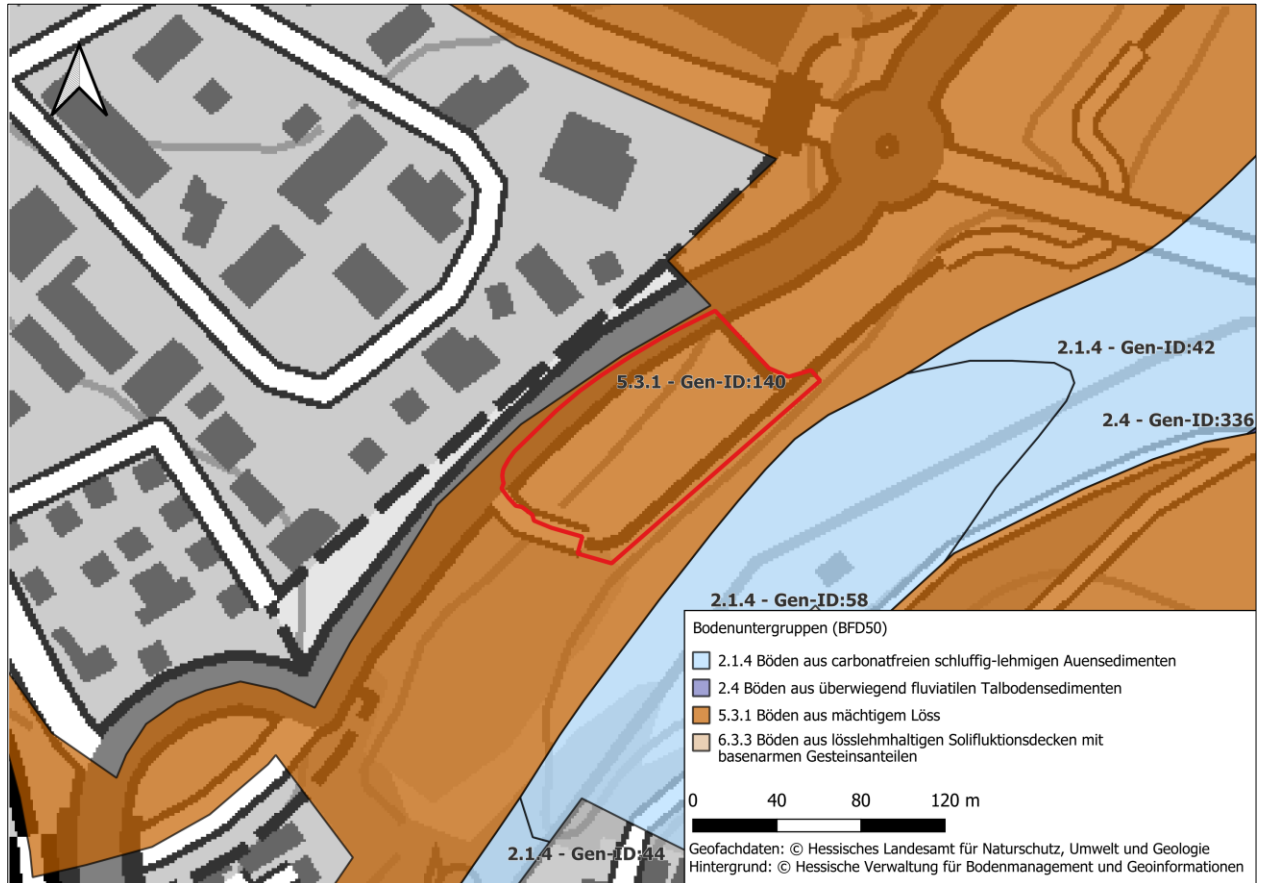 2.1.4 - Gen-ID:42
5.3.1 - Gen-ID:140
2.4 - Gen-ID:336
2.1.4 - Gen-ID:58
2.1.4 - Gen-ID:44
Bodenuntergruppen (BFD50)
2.1.4 Böden aus carbonatfreien schluffig-lehmigen Auensedimenten
2.4 Böden aus überwiegend fluviatilen Talbodensedimenten
5.3.1 Böden aus mächtigem Löss
6.3.3 Böden aus lösslehmhaltigen Solifluktionsdecken mit
basenarmen Gesteinsanteilen
0 40 80 120 m
Geofachdaten: © Hessisches Landesamt für Naturschutz, Umwelt und Geologie
Hintergrund: © Hessische Verwaltung für Bodenmanagement und Geoinformationen